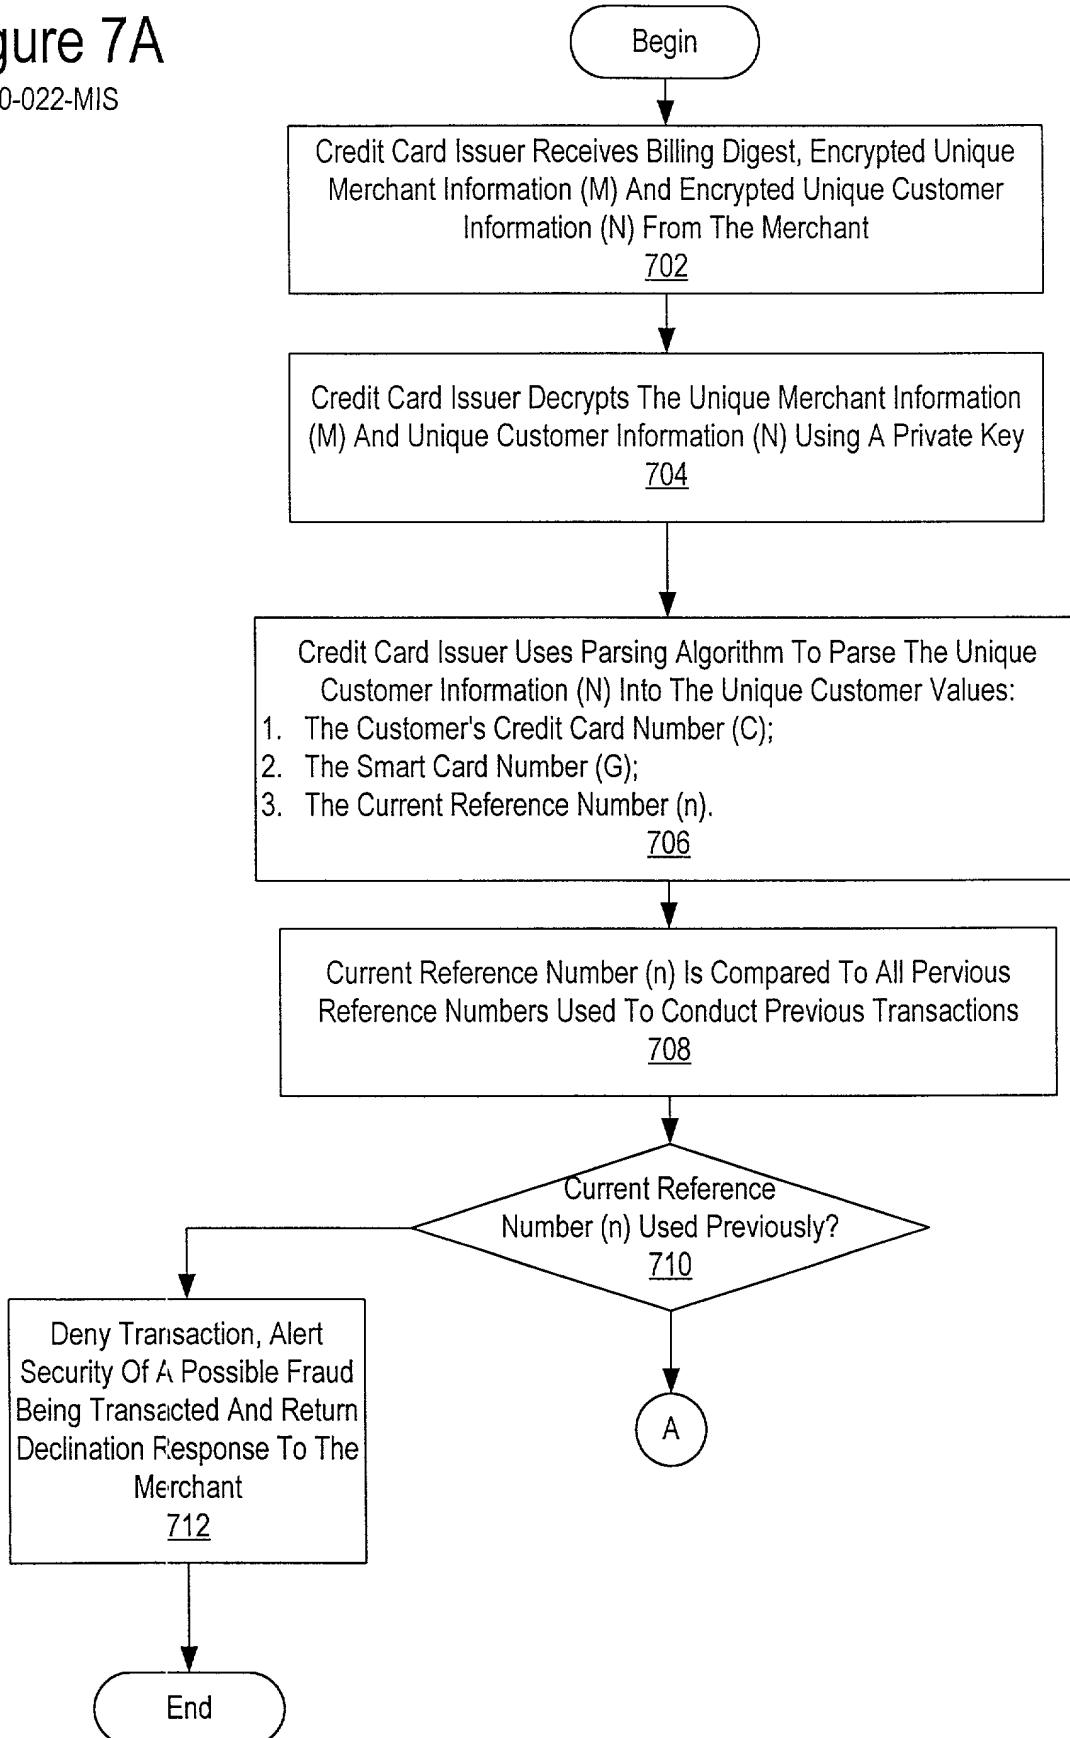 gure 7A
0-022-MIS
Begin
Credit Card Issuer Receives Billing Digest, Encrypted Unique
Merchant Information (M) And Encrypted Unique Customer
Information (N) From The Merchant
702
Credit Card Issuer Decrypts The Unique Merchant Information
(M) And Unique Customer Information (N) Using A Private Key
704
Credit Card Issuer Uses Parsing Algorithm To Parse The Unique
Customer Information (N) Into The Unique Customer Values:
1. The Customer's Credit Card Number (C);
2. The Smart Card Number (G);
3. The Current Reference Number (n).
706
Current Reference Number (n) Is Compared To All Pervious
Reference Numbers Used To Conduct Previous Transactions
708
Current Reference
Number (n) Used Previously?
710
Deny Transaction, Alert
Security Of A Possible Fraud
Being Transacted And Return
Declination Response To The
Merchant
712
A
End